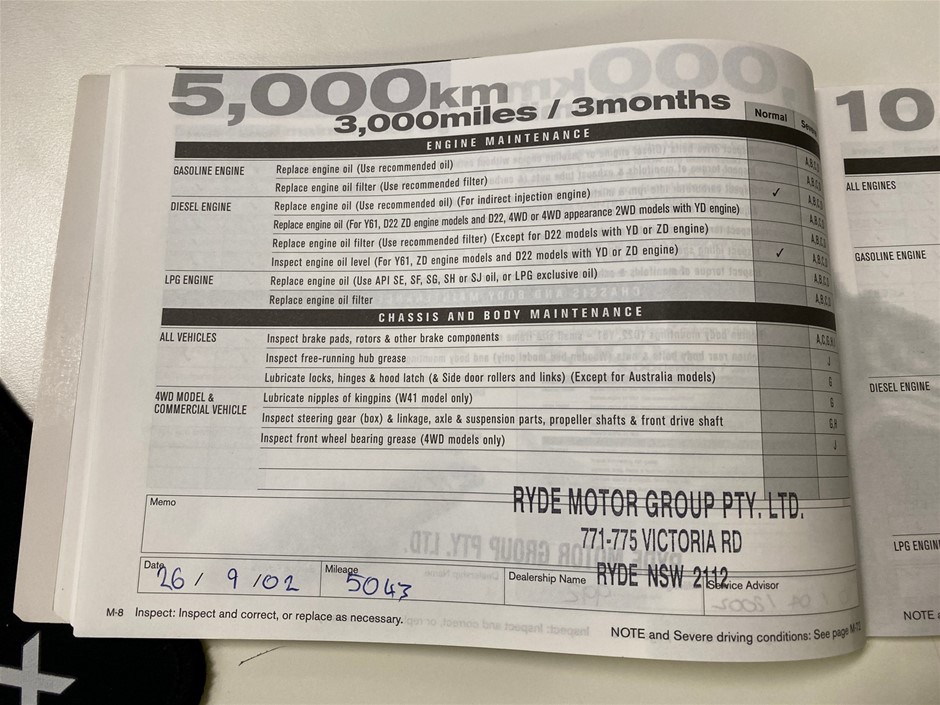 5,000km
3,000miles / 3months
Normal
ENGINE MAINTENANCE
GASOLINE ENGINE Replace engine oil (Use recommended oil) A,B,C,D
Replace engine oil filter (Use recommended filter) A,B,C,D
DIESEL ENGINE Replace engine oil (Use recommended oil) (For indirect injection engine) ✓ A,B,C,D
Replace engine oil (For Y61, D22 ZD engine models and D22, 4WD or 4WD appearance 2WD models with YD engine) A,B,C,D
Replace engine oil filter (Use recommended filter) (Except for D22 models with YD or ZD engine) A,B,C,D
Inspect engine oil level (For Y61, ZD engine models and D22 models with YD or ZD engine) ✓ A,B,C,D
LPG ENGINE Replace engine oil (Use API SE, SF, SG, SH or SJ oil, or LPG exclusive oil) A,B,C,D
Replace engine oil filter A,B,C,D
CHASSIS AND BODY MAINTENANCE
ALL VEHICLES Inspect brake pads, rotors & other brake components A,C,G,H
Inspect free-running hub grease J
Lubricate locks, hinges & hood latch (& Side door rollers and links) (Except for Australia models) G
4WD MODEL & COMMERCIAL VEHICLE Lubricate nipples of kingpins (W41 model only) G
Inspect steering gear (box) & linkage, axle & suspension parts, propeller shafts & front drive shaft G,H
Inspect front wheel bearing grease (4WD models only) J
Memo
RYDE MOTOR GROUP PTY. LTD.
771-775 VICTORIA RD
RYDE NSW 2112
Date 26 / 9 / 02
Mileage 5043
Dealership Name
Service Advisor
M-8 Inspect: Inspect and correct, or replace as necessary.
NOTE and Severe driving conditions: See page
10
ALL ENGINES
GASOLINE ENGINE
DIESEL ENGINE
LPG
NOTE